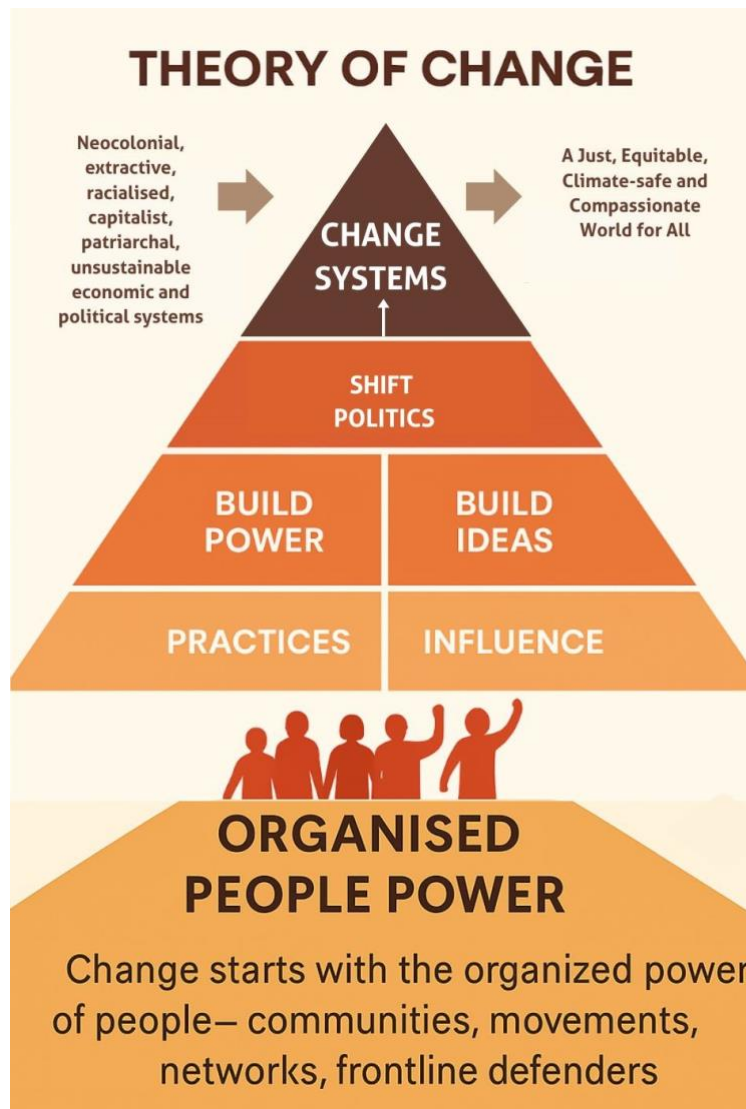 THEORY OF CHANGE
Neocolonial,
extractive,
racialised,
capitalist,
patriarchal,
unsustainable
economic and
political systems
A Just, Equitable,
Climate-safe and
Compassionate
World for All
CHANGE
SYSTEMS
SHIFT
POLITICS
BUILD
POWER
BUILD
IDEAS
PRACTICES
INFLUENCE
ORGANISED
PEOPLE POWER
Change starts with the organized power
of people– communities, movements,
networks, frontline defenders